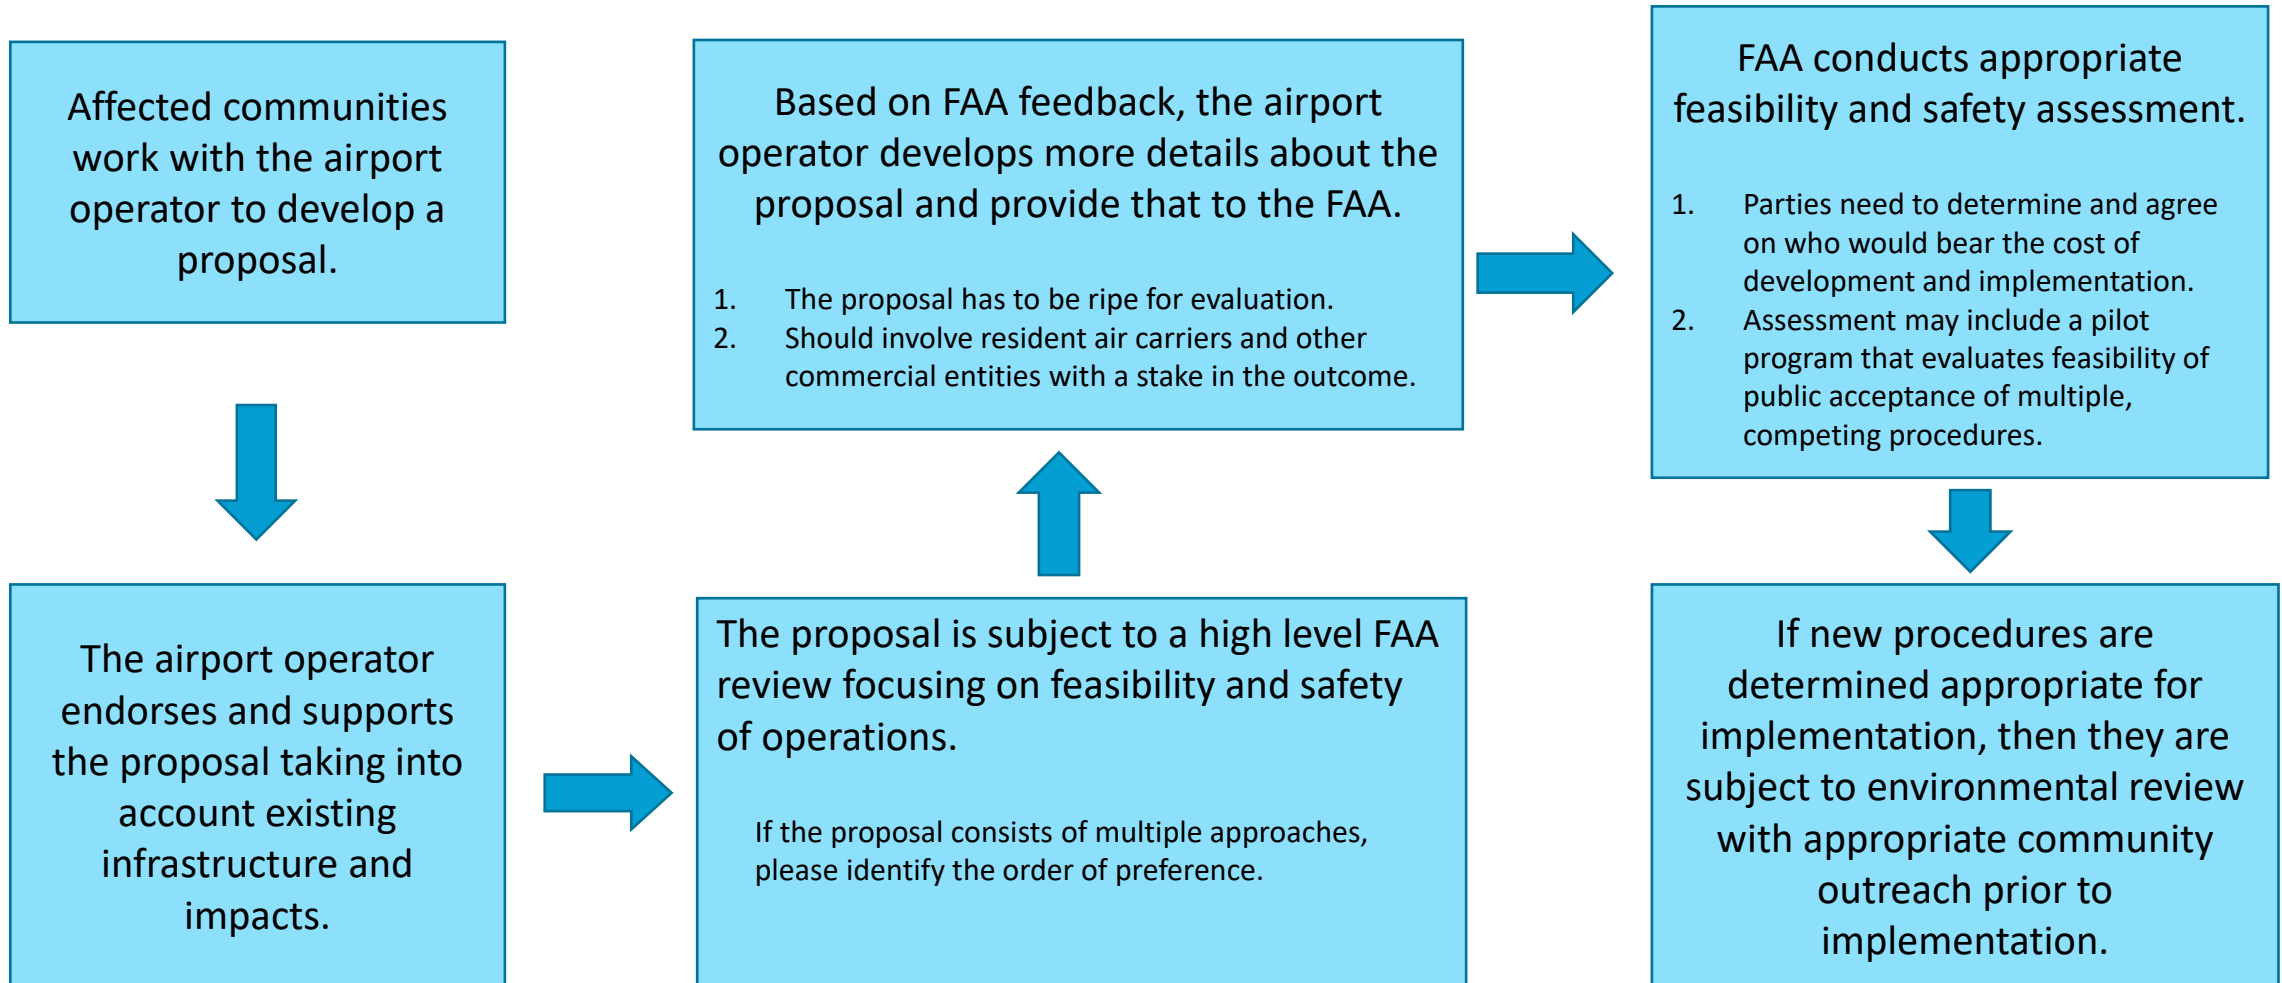 Affected communities
work with the airport
operator to develop a
proposal.
The airport operator
endorses and supports
the proposal taking into
account existing
infrastructure and
impacts.
The proposal is subject to a high level FAA
review focusing on feasibility and safety
of operations.
If the proposal consists of multiple approaches,
please identify the order of preference.
Based on FAA feedback, the airport
operator develops more details about the
proposal and provide that to the FAA.
1. The proposal has to be ripe for evaluation.
2. Should involve resident air carriers and other
commercial entities with a stake in the outcome.
FAA conducts appropriate
feasibility and safety assessment.
1. Parties need to determine and agree
on who would bear the cost of
development and implementation.
2. Assessment may include a pilot
program that evaluates feasibility of
public acceptance of multiple,
competing procedures.
If new procedures are
determined appropriate for
implementation, then they are
subject to environmental review
with appropriate community
outreach prior to
implementation.